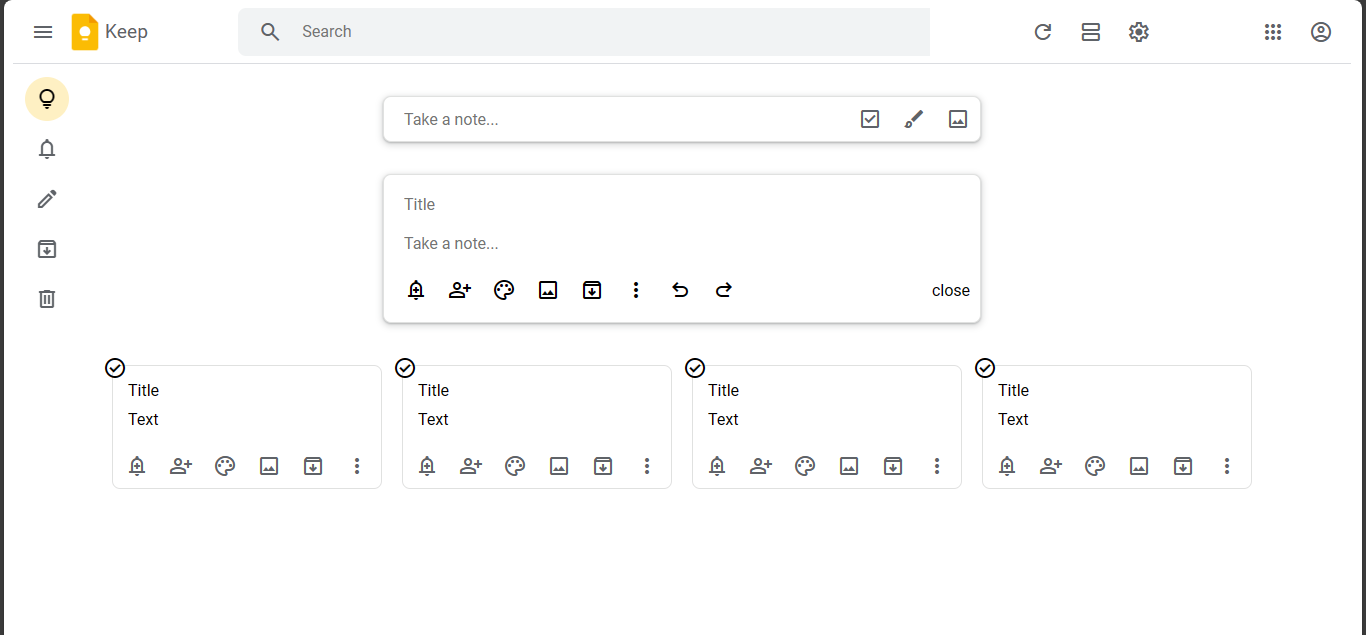 Keep
Search
Take a note...
Title
Take a note...
close
Title
Text
Title
Text
Title
Text
Title
Text